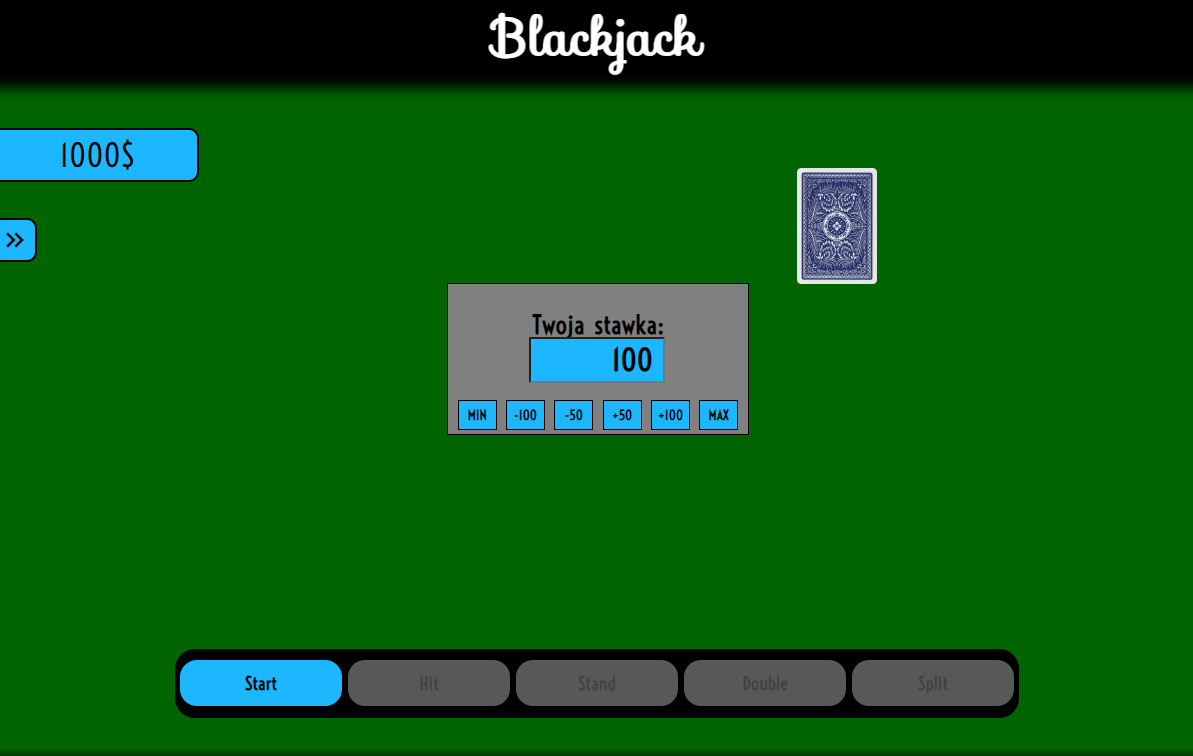 Blackjack
1000$
Twoja stawka:
100
MIN -100 -50 +50 +100 MAX
Start Hit Stand Double Split